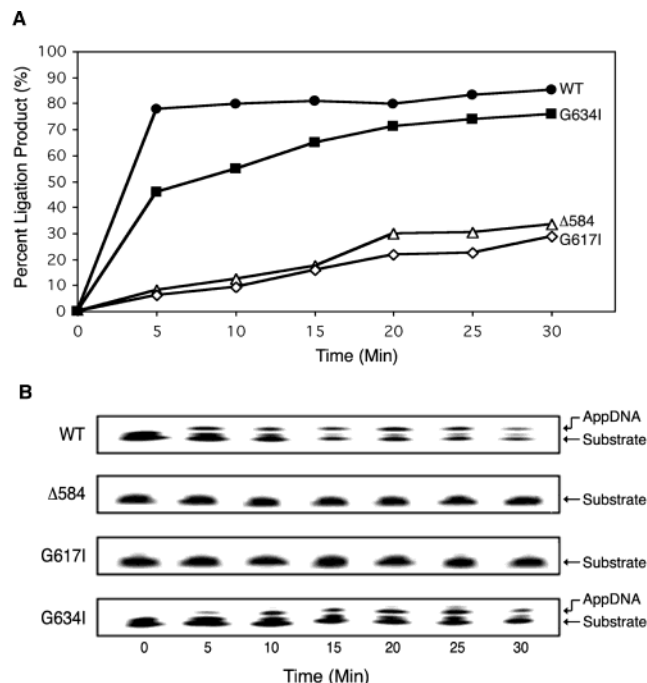 A
Percent Ligation Product (%)
100
90
80
70
60
50
40
30
20
10
0
WT
G634I
Δ584
G617I
0 5 10 15 20 25 30
Time (Min)
B
WT
AppDNA
Substrate
Δ584
Substrate
G617I
Substrate
G634I
AppDNA
Substrate
0 5 10 15 20 25 30
Time (Min)